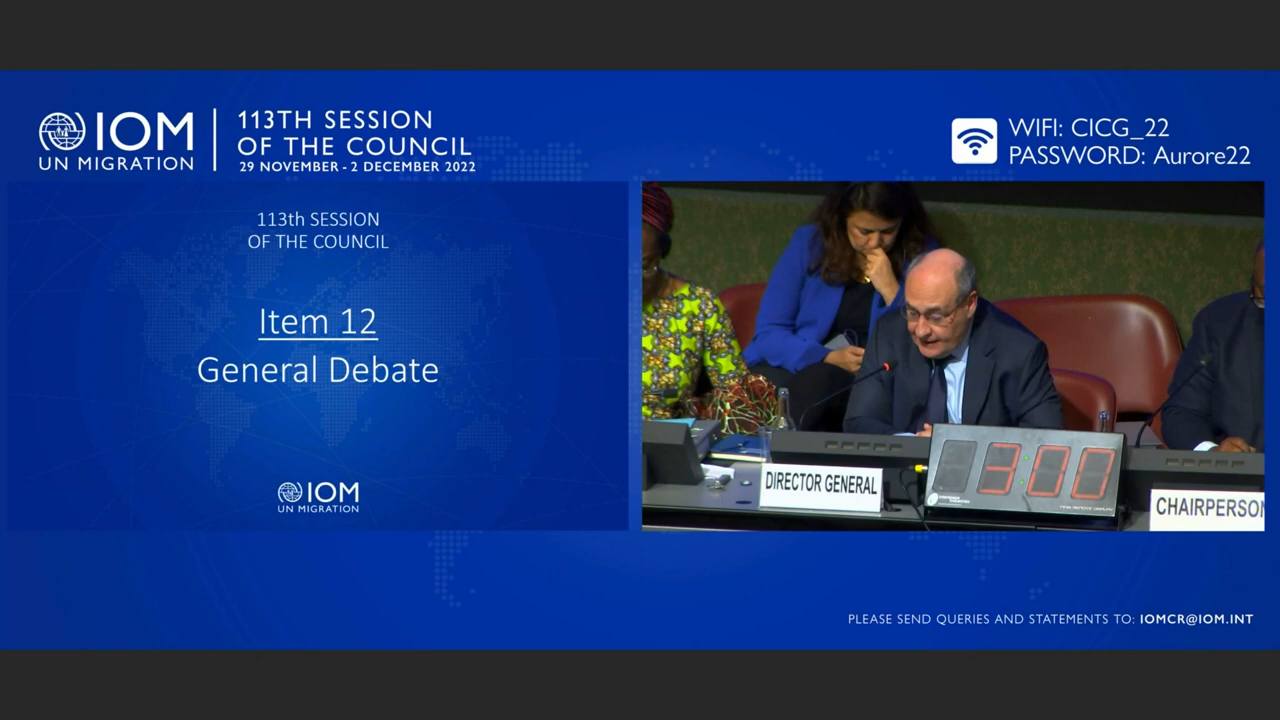 IOM
UN MIGRATION
113TH SESSION
OF THE COUNCIL
29 NOVEMBER - 2 DECEMBER 2022
WIFI: CICG_22
PASSWORD: Aurore22
113th SESSION
OF THE COUNCIL
Item 12
General Debate
IOM
UN MIGRATION
DIRECTOR GENERAL
3:00
CHAIRPERSON
PLEASE SEND QUERIES AND STATEMENTS TO: IOMCR@IOM.INT